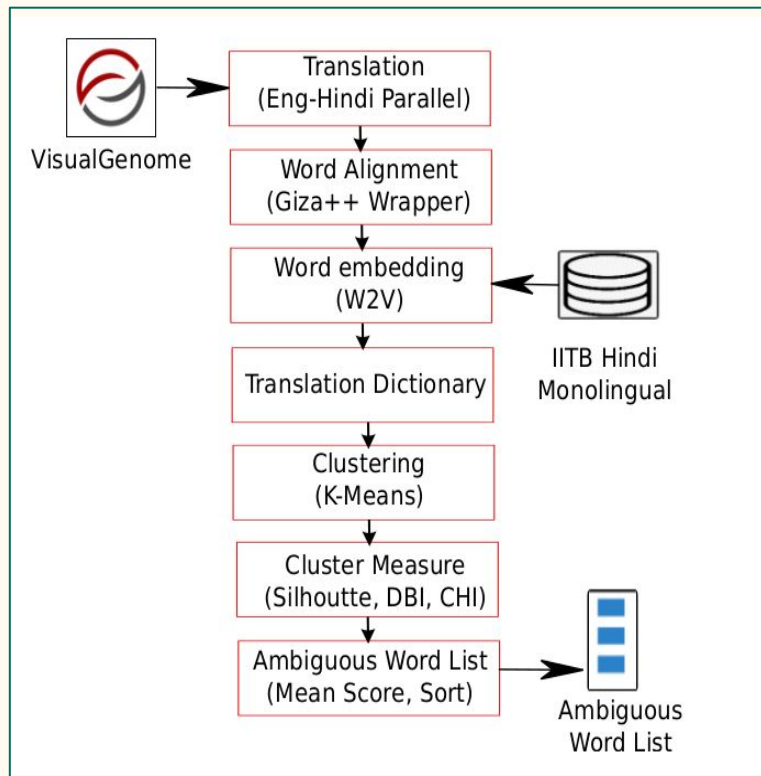 VisualGenome
Translation
(Eng-Hindi Parallel)
Word Alignment
(Giza++ Wrapper)
Word embedding
(W2V)
IITB Hindi
Monolingual
Translation Dictionary
Clustering
(K-Means)
Cluster Measure
(Silhoutte, DBI, CHI)
Ambiguous Word List
(Mean Score, Sort)
Ambiguous
Word List